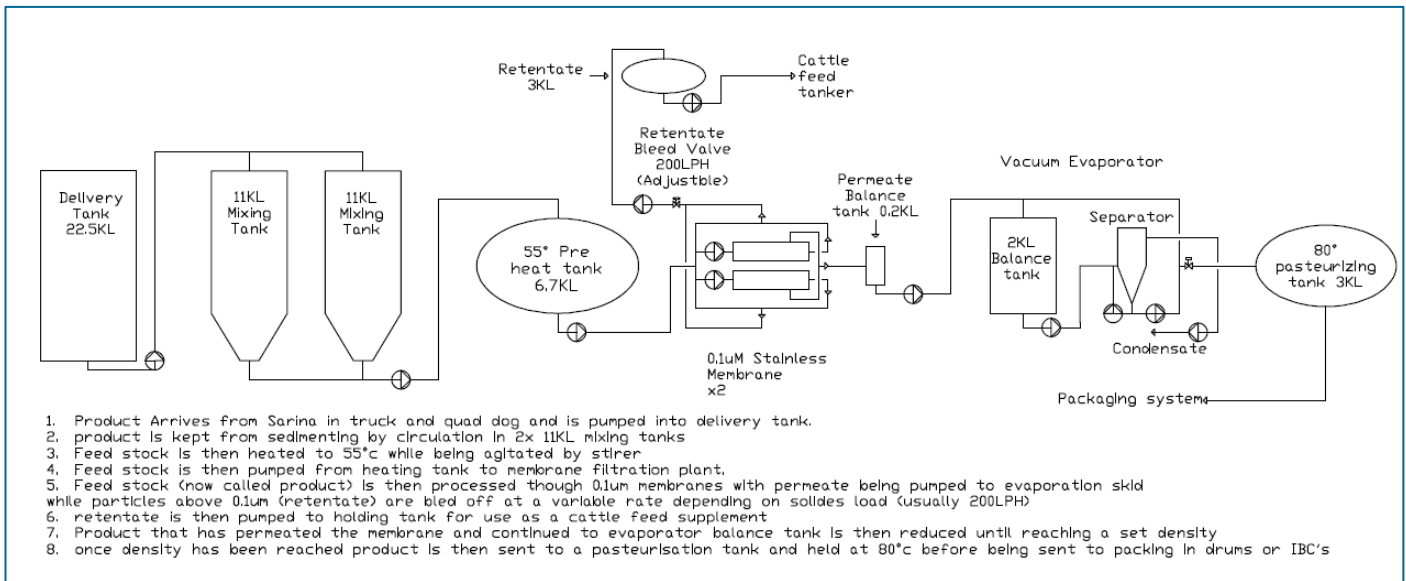 Retentate
3KL
Cattle
feed
tanker
Retentate
Bleed Valve
200LPH
(Adjustble)
Vacuum Evaporator
Delivery
Tank
22.5KL
11KL
Mixing
Tank
11KL
Mixing
Tank
55° Pre
heat tank
6.7KL
Permeate
Balance
tank 0.2KL
Separator
2KL
Balance
tank
80°
pasteurizing
tank 3KL
0.1uM Stainless
Membrane
x2
Condensate
Packaging system
1. Product Arrives from Sarina in truck and quad dog and is pumped into delivery tank.
2. product is kept from sedimenting by circulation in 2x 11KL mixing tanks
3. Feed stock is then heated to 55°c while being agitated by stirer
4. Feed stock is then pumped from heating tank to membrane filtration plant.
5. Feed stock (now called product) is then processed though 0.1um membranes with permeate being pumped to evaporation skid
while particles above 0.1um (retentate) are bled off at a variable rate depending on solides load (usually 200LPH)
6. retentate is then pumped to holding tank for use as a cattle feed supplement
7. Product that has permeated the membrane and continued to evaporator balance tank is then reduced until reaching a set density
8. once density has been reached product is then sent to a pasteurisation tank and held at 80°c before being sent to packing in drums or IBC's